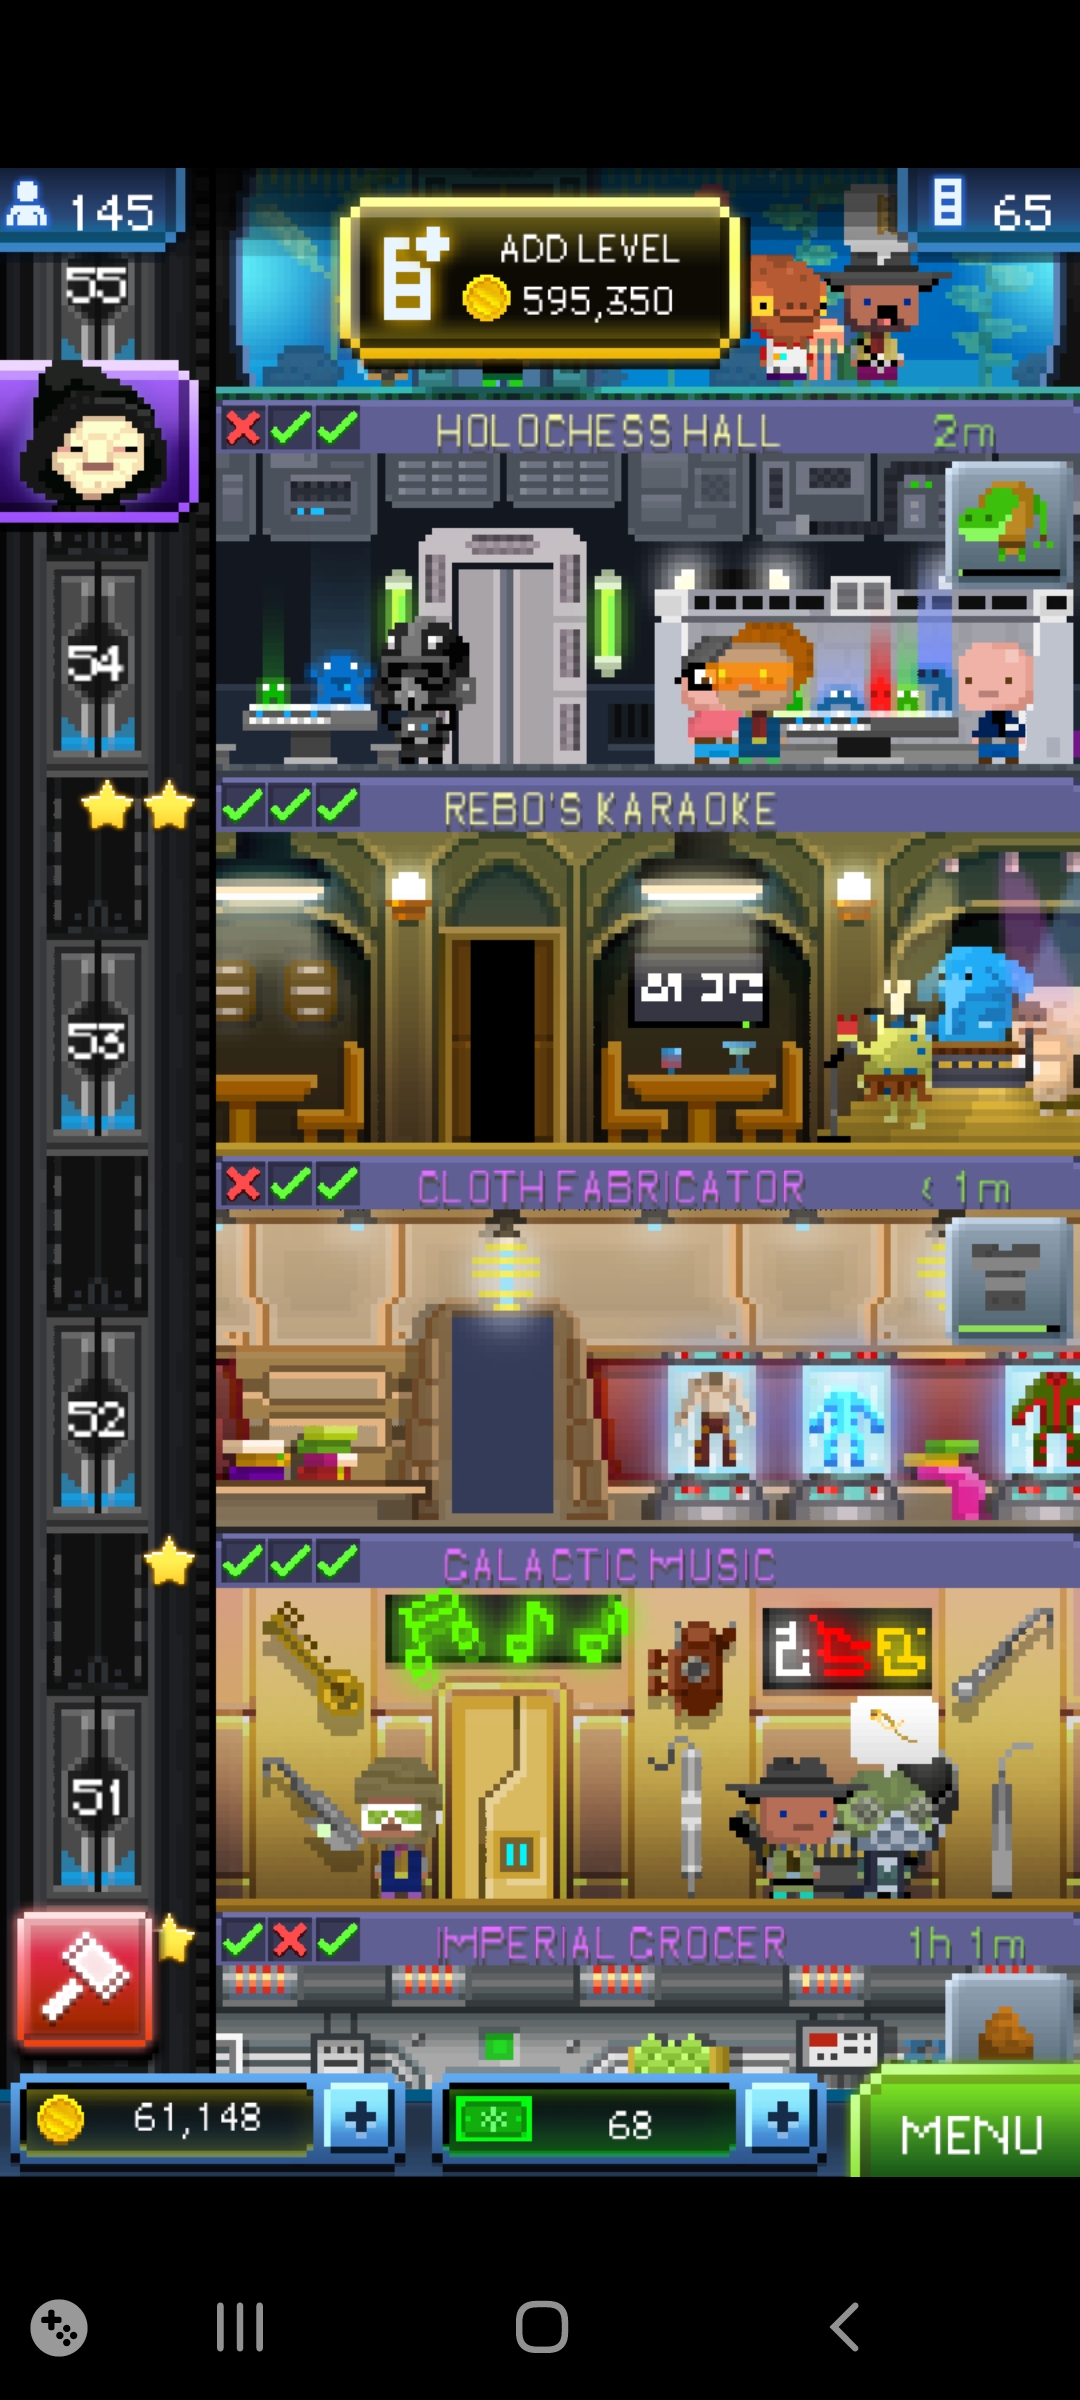 145
65
ADD LEVEL
595,350
55
HOLOCHESS HALL 2m
54
REBO'S KARAOKE
53
CLOTH FABRICATOR < 1m
52
GALACTIC MUSIC
51
IMPERIAL GROCER 1h 1m
61,148
68
MENU